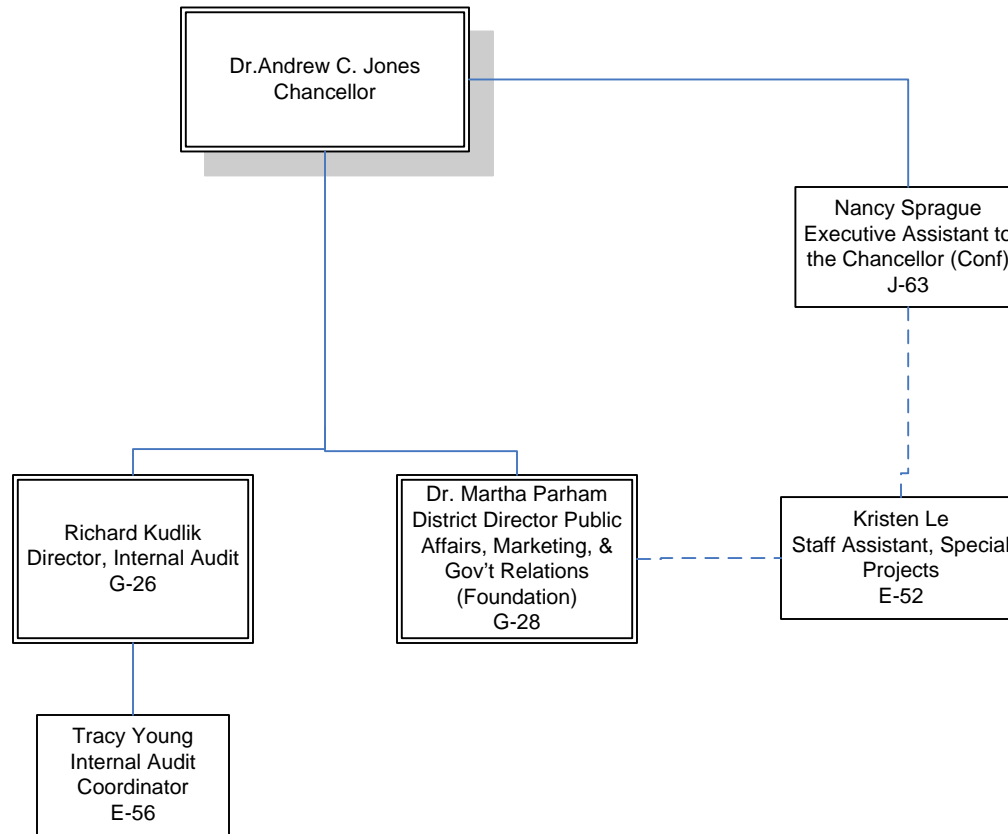 Dr.Andrew C. Jones
Chancellor
Nancy Sprague
Executive Assistant to
the Chancellor (Conf)
J-63
Richard Kudlik
Director, Internal Audit
G-26
Dr. Martha Parham
District Director Public
Affairs, Marketing, &
Gov’t Relations
(Foundation)
G-28
Kristen Le
Staff Assistant, Special
Projects
E-52
Tracy Young
Internal Audit
Coordinator
E-56